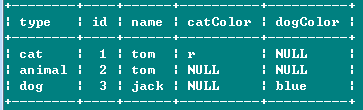 type id name catColor dogColor
cat 1 tom r NULL
animal 2 tom NULL NULL
dog 3 jack NULL blue